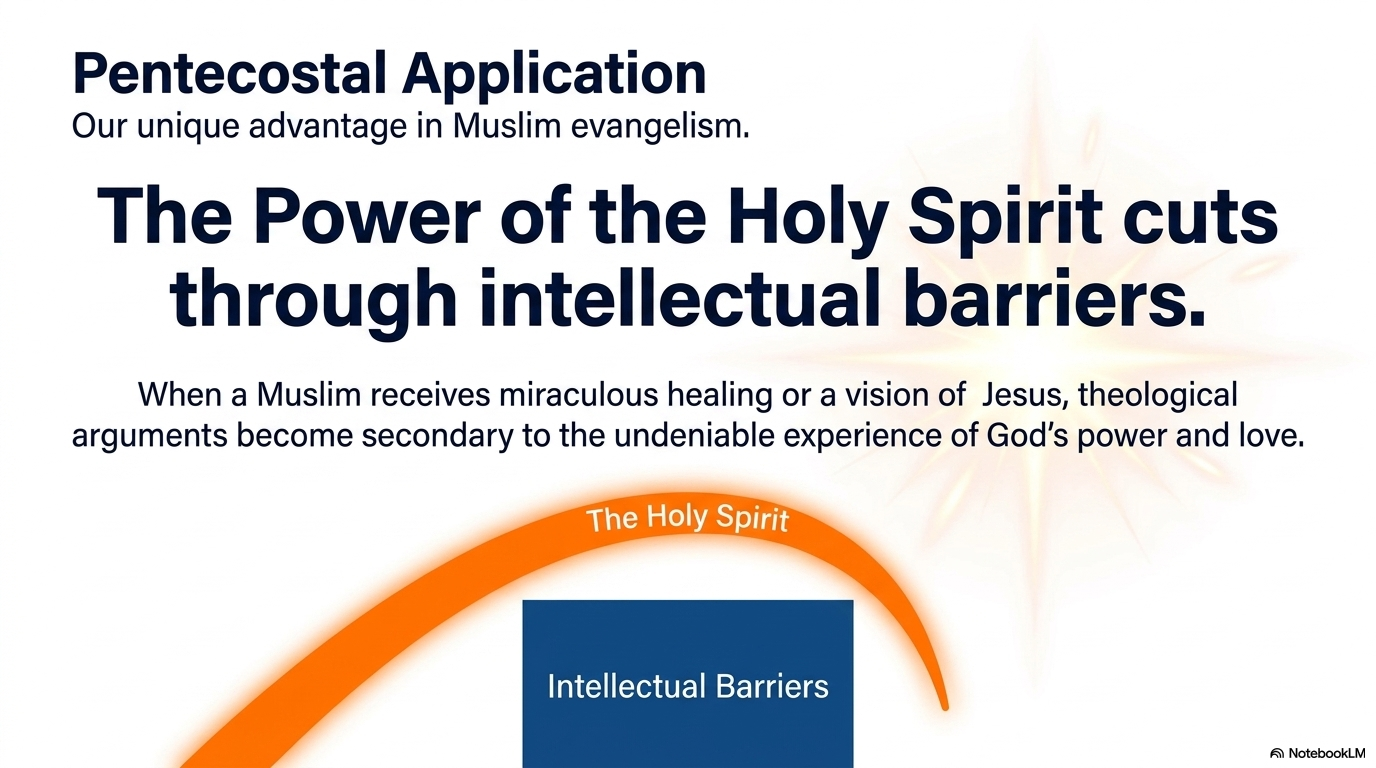 Pentecostal Application
Our unique advantage in Muslim evangelism.
The Power of the Holy Spirit cuts
through intellectual barriers.
When a Muslim receives miraculous healing or a vision of Jesus, theological
arguments become secondary to the undeniable experience of God’s power and love.
The Holy Spirit
Intellectual Barriers
NotebookLM